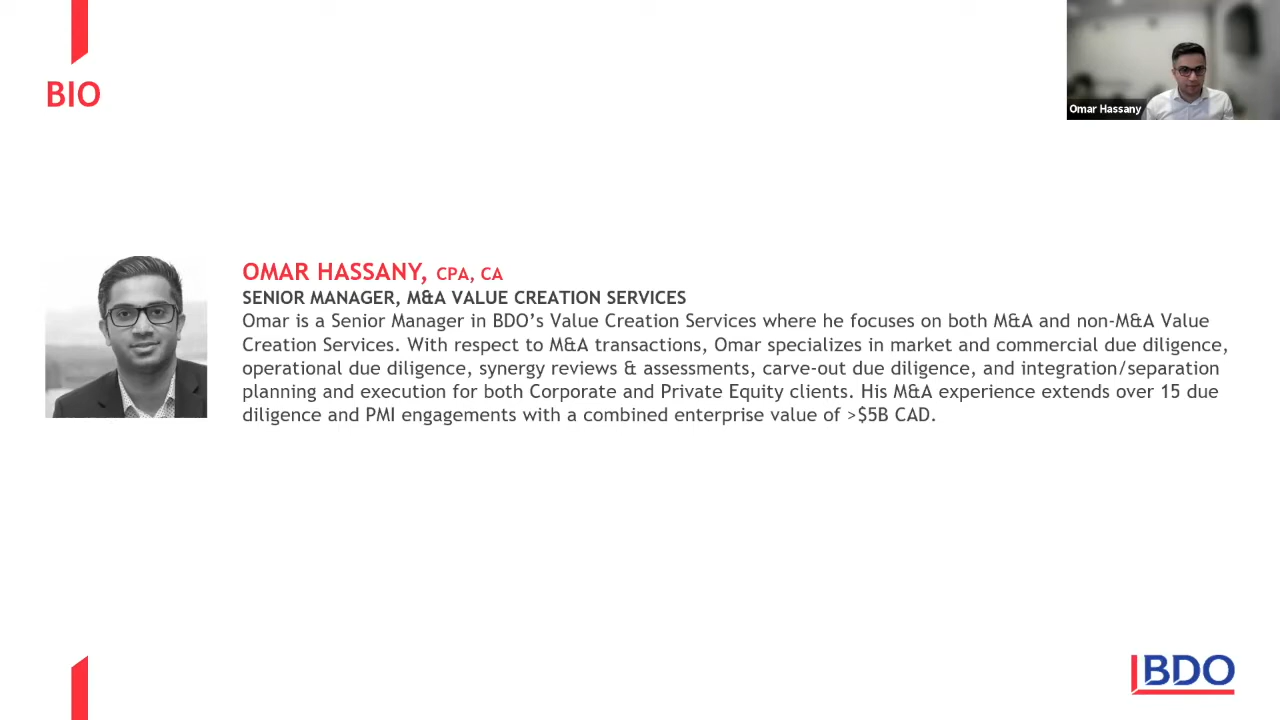 BIO
Omar Hassany
OMAR HASSANY, CPA, CA
SENIOR MANAGER, M&A VALUE CREATION SERVICES
Omar is a Senior Manager in BDO’s Value Creation Services where he focuses on both M&A and non-M&A Value
Creation Services. With respect to M&A transactions, Omar specializes in market and commercial due diligence,
operational due diligence, synergy reviews & assessments, carve-out due diligence, and integration/separation
planning and execution for both Corporate and Private Equity clients. His M&A experience extends over 15 due
diligence and PMI engagements with a combined enterprise value of >$5B CAD.
BDO